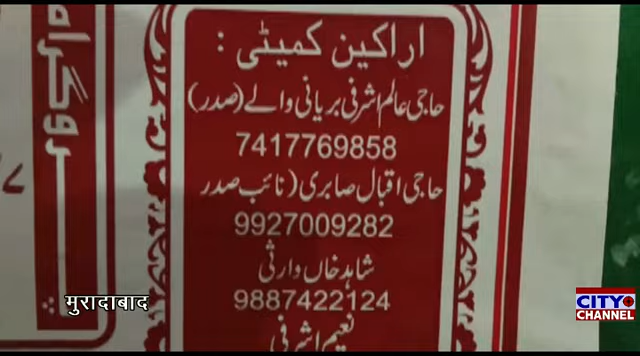 اراکین کمیٹی :
حاجی عالم اشرفی بریانی والے (صدر)
7417769858
حاجی اقبال صابری (نائب صدر
9927009282
شاہد خاں وارثی
9887422124
نعیم اشرفی
मुरादाबाद
CITY
CHANNEL